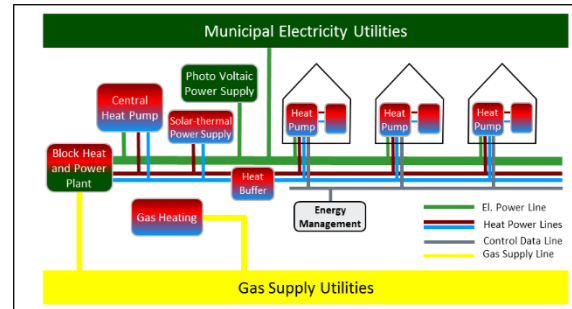 Municipal Electricity Utilities
Photo Voltaic
Power Supply
Central
Heat Pump
Solar-thermal
Power Supply
Heat
Pump
Heat
Pump
Heat
Pump
Block Heat
and Power
Plant
Heat
Buffer
Gas Heating
Energy
Management
El. Power Line
Heat Power Lines
Control Data Line
Gas Supply Line
Gas Supply Utilities